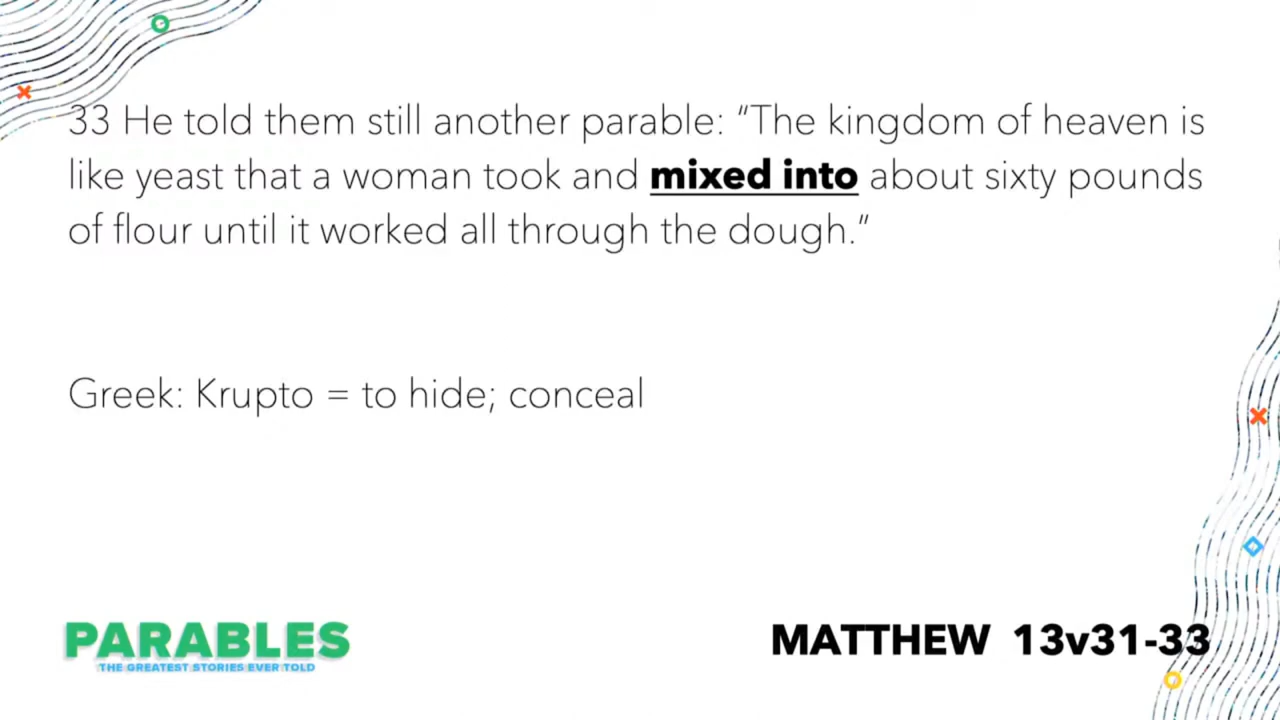 33 He told them still another parable: “The kingdom of heaven is
like yeast that a woman took and mixed into about sixty pounds
of flour until it worked all through the dough.”
Greek: Krupto = to hide; conceal
PARABLES
THE GREATEST STORIES EVER TOLD
MATTHEW 13v31-33